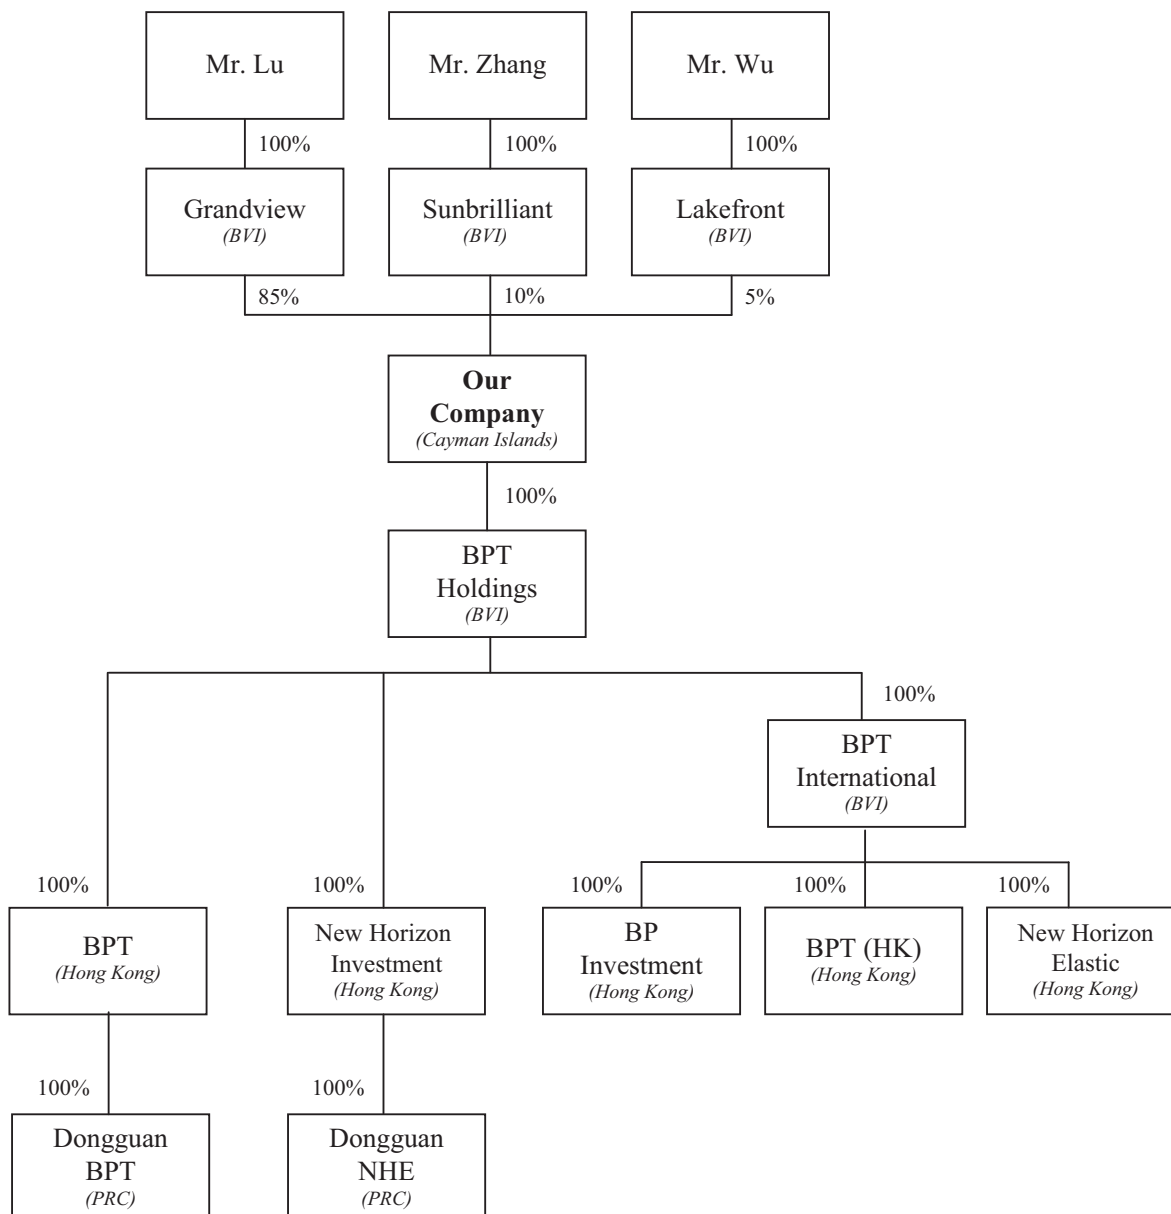 Mr. Lu
Mr. Zhang
Mr. Wu
100%
100%
100%
Grandview
(BVI)
Sunbrilliant
(BVI)
Lakefront
(BVI)
85%
10%
5%
Our
Company
(Cayman Islands)
100%
BPT
Holdings
(BVI)
100%
BPT
International
(BVI)
100%
100%
100%
100%
100%
BPT
(Hong Kong)
New Horizon
Investment
(Hong Kong)
BP
Investment
(Hong Kong)
BPT (HK)
(Hong Kong)
New Horizon
Elastic
(Hong Kong)
100%
100%
Dongguan
BPT
(PRC)
Dongguan
NHE
(PRC)